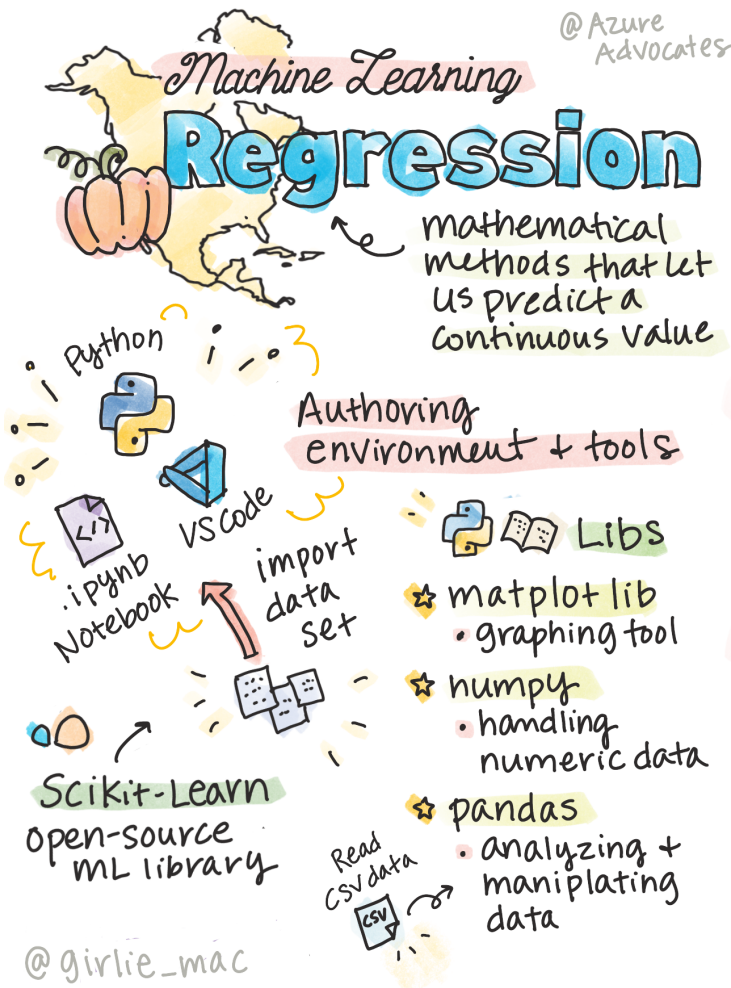 @Azure
Advocates
Machine Learning
Regression
mathematical
methods that let
us predict a
continuous value
python
Authoring
environment + tools
VS Code
</>
.ipynb
Notebook
import
data
set
Libs
matplot lib
• graphing tool
numpy
• handling
numeric data
Scikit-Learn
open-source
ML library
pandas
• analyzing +
maniplating
data
Read
CSV data
CSV
@girlie_mac